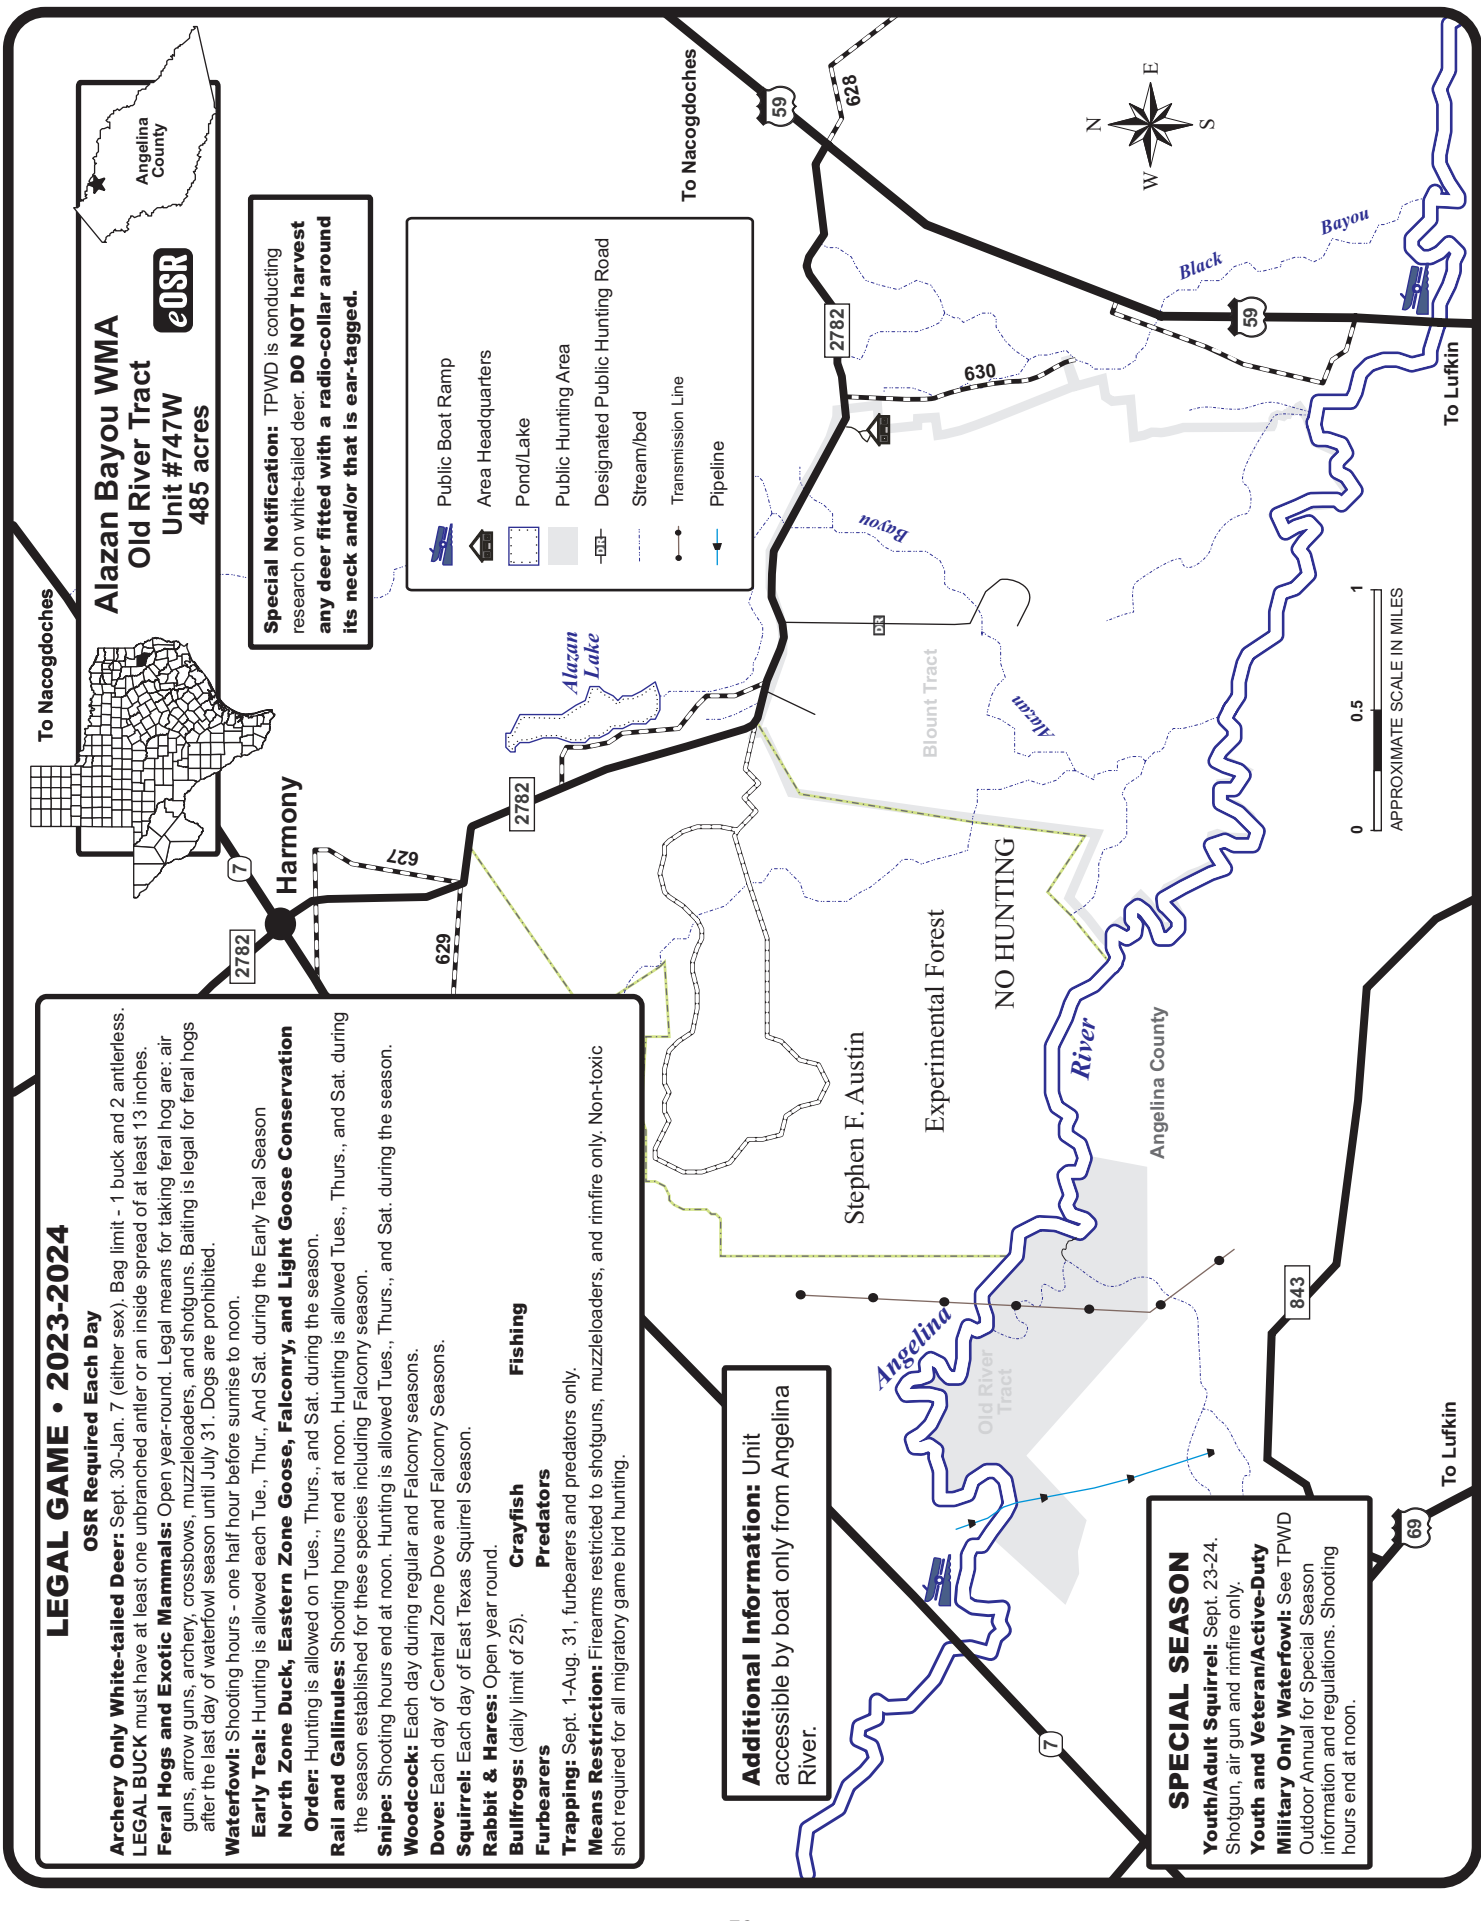 LEGAL GAME • 2023-2024
OSR Required Each Day
Archery Only White-tailed Deer: Sept. 30-Jan. 7 (either sex). Bag limit - 1 buck and 2 antlerless.
LEGAL BUCK must have at least one unbranched antler or an inside spread of at least 13 inches.
Feral Hogs and Exotic Mammals: Open year-round. Legal means for taking feral hog are: air
guns, arrow guns, archery, crossbows, muzzleloaders, and shotguns. Baiting is legal for feral hogs
after the last day of waterfowl season until July 31. Dogs are prohibited.
Waterfowl: Shooting hours - one half hour before sunrise to noon.
Early Teal: Hunting is allowed each Tue., Thur., And Sat. during the Early Teal Season
North Zone Duck, Eastern Zone Goose, Falconry, and Light Goose Conservation
Order: Hunting is allowed on Tues., Thurs., and Sat. during the season.
Rail and Gallinules: Shooting hours end at noon. Hunting is allowed Tues., Thurs., and Sat. during
the season established for these species including Falconry season.
Snipe: Shooting hours end at noon. Hunting is allowed Tues., Thurs., and Sat. during the season.
Woodcock: Each day during regular and Falconry seasons.
Dove: Each day of Central Zone Dove and Falconry Seasons.
Squirrel: Each day of East Texas Squirrel Season.
Rabbit & Hares: Open year round.
Bullfrogs: (daily limit of 25). Crayfish Fishing
Furbearers Predators
Trapping: Sept. 1-Aug. 31, furbearers and predators only.
Means Restriction: Firearms restricted to shotguns, muzzleloaders, and rimfire only. Non-toxic
shot required for all migratory game bird hunting.
To Nacogdoches
Alazan Bayou WMA
Old River Tract
Unit #747W
485 acres
eOSR
Angelina
County
Special Notification: TPWD is conducting
research on white-tailed deer. DO NOT harvest
any deer fitted with a radio-collar around
its neck and/or that is ear-tagged.
Public Boat Ramp
Area Headquarters
Pond/Lake
Public Hunting Area
DR
Designated Public Hunting Road
Stream/bed
Transmission Line
Pipeline
2782
7
Harmony
627
629
2782
Alazan
Lake
To Nacogdoches
59
628
2782
630
Bayou
Alazan
DR
Blount Tract
N
W
E
S
Black
Bayou
59
To Lufkin
Stephen F. Austin
Experimental Forest
NO HUNTING
River
Angelina County
Angelina
Old River
Tract
0
0.5
1
APPROXIMATE SCALE IN MILES
Additional Information: Unit
accessible by boat only from Angelina
River.
7
843
To Lufkin
69
SPECIAL SEASON
Youth/Adult Squirrel: Sept. 23-24.
Shotgun, air gun and rimfire only.
Youth and Veteran/Active-Duty
Military Only Waterfowl: See TPWD
Outdoor Annual for Special Season
information and regulations. Shooting
hours end at noon.